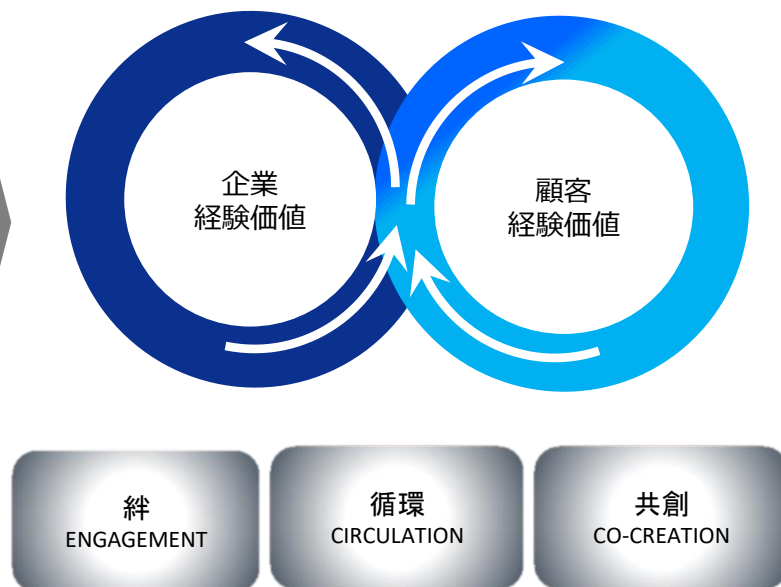 企業
経験価値
顧客
経験価値
絆
ENGAGEMENT
循環
CIRCULATION
共創
CO-CREATION